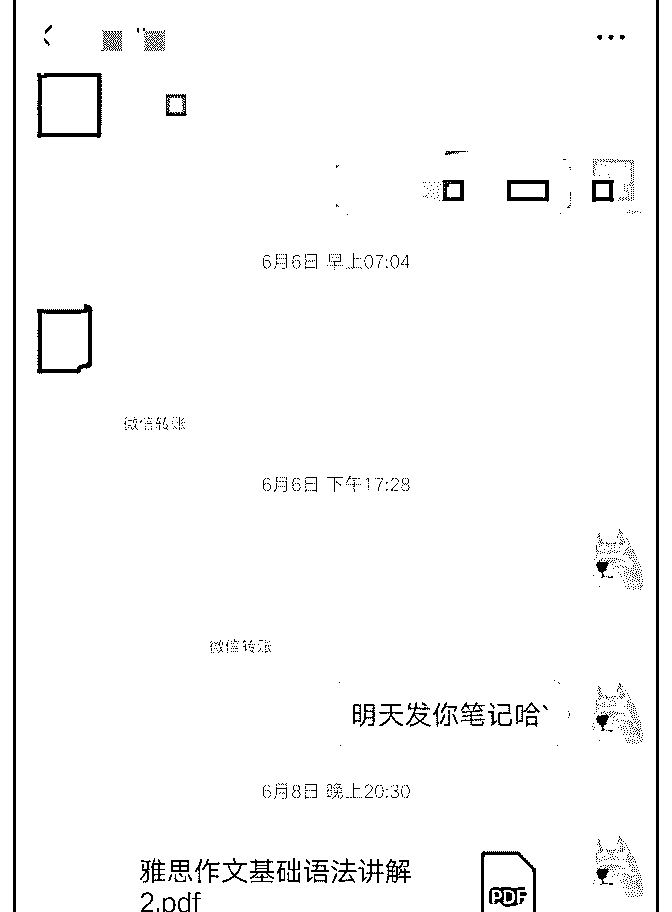 6月6日 早上07:04
微信转账
6月6日 下午17:28
微信转账
明天发你笔记哈`
6月8日 晚上20:30
雅思作文基础语法讲解
2.pdf
PDF